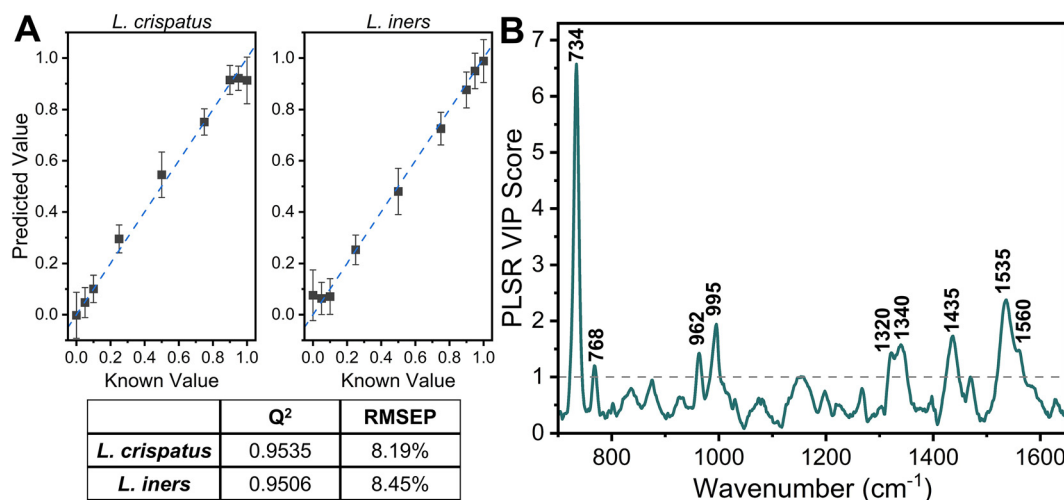 A
L. crispatus
L. iners
Predicted Value
1.0
0.8
0.6
0.4
0.2
0.0
0.0 0.2 0.4 0.6 0.8 1.0
Known Value
1.0
0.8
0.6
0.4
0.2
0.0
0.0 0.2 0.4 0.6 0.8 1.0
Known Value
Q² RMSEP
L. crispatus 0.9535 8.19%
L. iners 0.9506 8.45%
B
PLSR VIP Score
7
6
5
4
3
2
1
0
734
768
962
995
1320
1340
1435
1535
1560
800 1000 1200 1400 1600
Wavenumber (cm⁻¹)